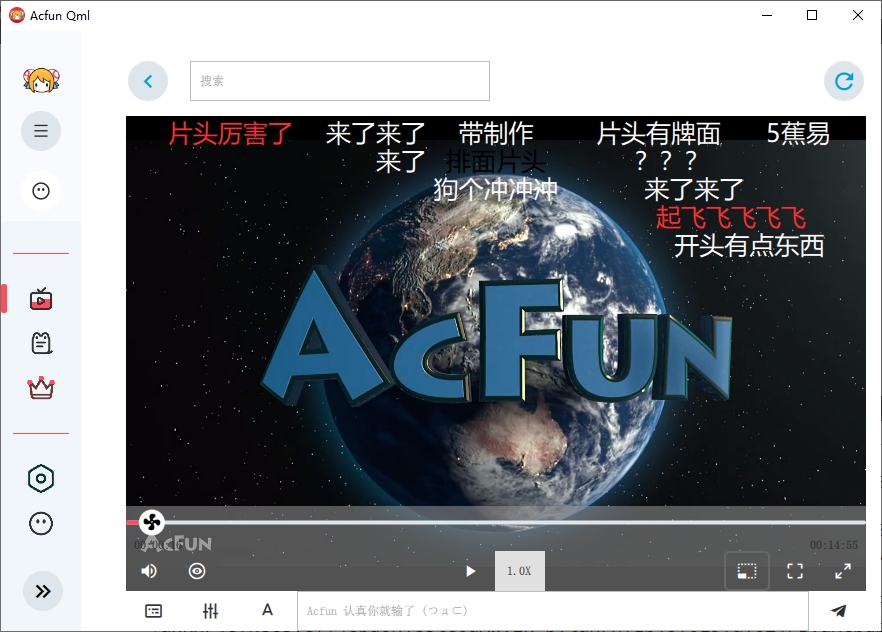 Acfun Qml
搜索
片头厉害了 来了来了 带制作 片头有牌面 5蕉易
来了 排面片头 ？？？
狗个冲冲冲 来了来了
起飞飞飞飞飞
开头有点东西
ACFUN
ACFUN
00:14:55
1.0X
A
Acfun 认真你就输了（つェ⊂）